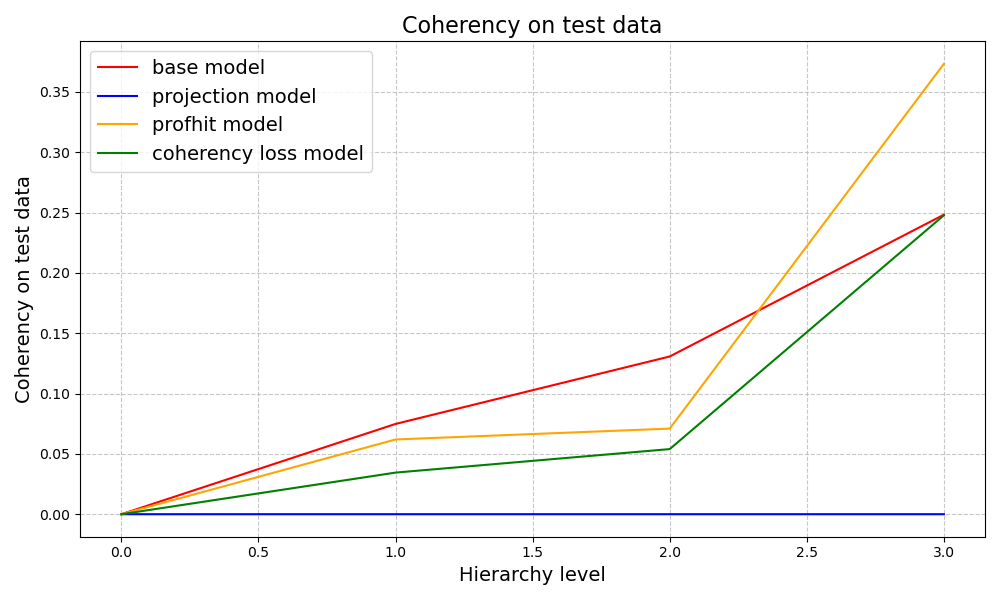 Coherency on test data
base model
projection model
profhit model
coherency loss model
Coherency on test data
0.35
0.30
0.25
0.20
0.15
0.10
0.05
0.00
0.0 0.5 1.0 1.5 2.0 2.5 3.0
Hierarchy level